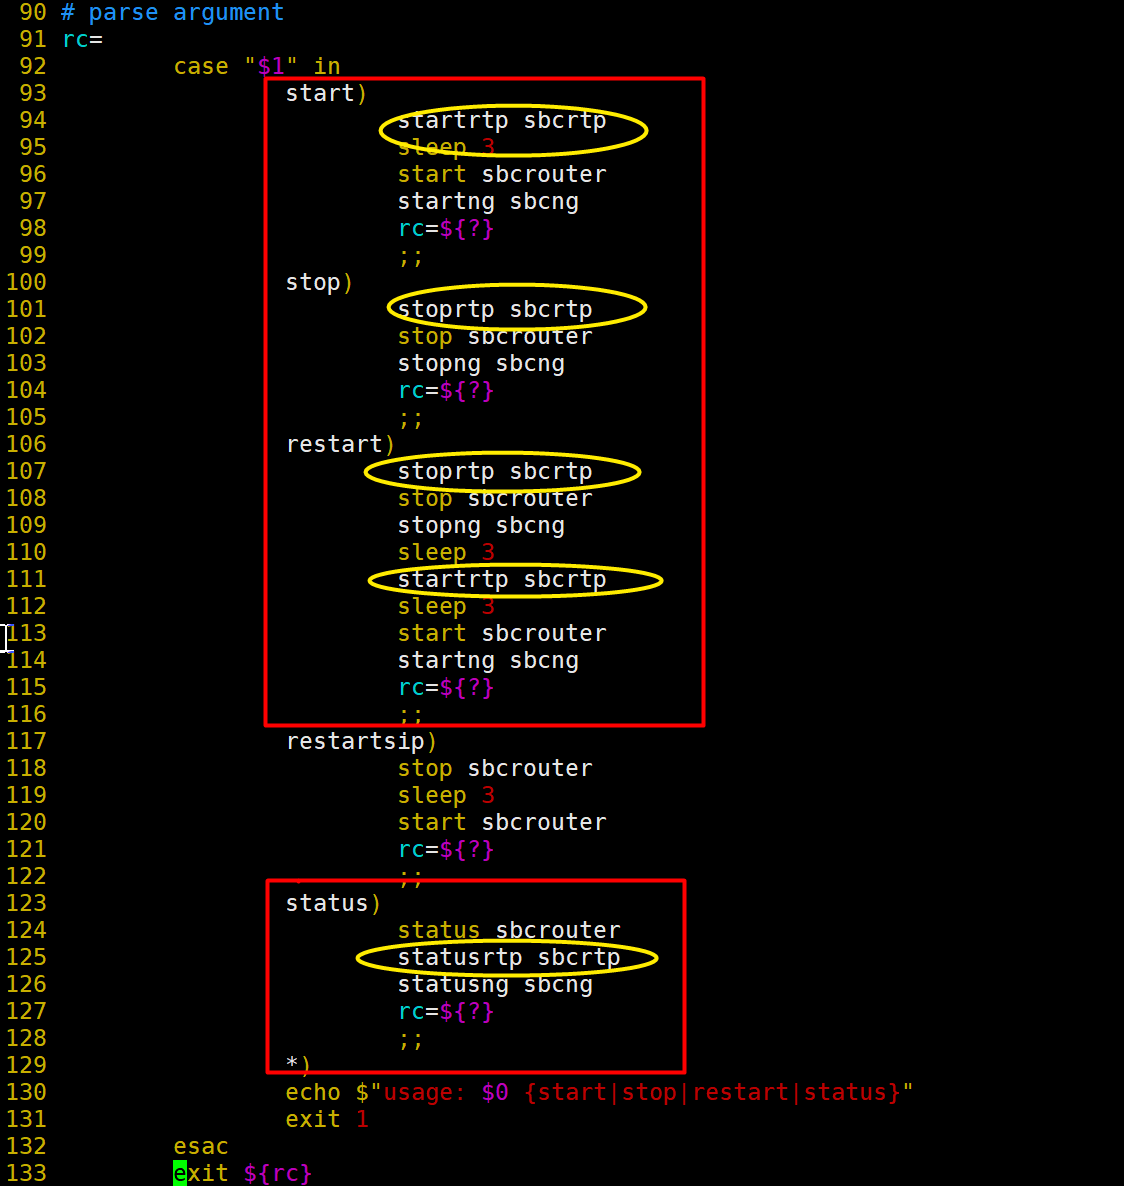 90 # parse argument
91 rc=
92         case "$1" in
93                 start)
94                         startrtp sbcrtp
95                         sleep 3
96                         start sbcrouter
97                         startng sbcng
98                         rc=${?}
99                         ;;
100                 stop)
101                         stoprtp sbcrtp
102                         stop sbcrouter
103                         stopng sbcng
104                         rc=${?}
105                         ;;
106                 restart)
107                         stoprtp sbcrtp
108                         stop sbcrouter
109                         stopng sbcng
110                         sleep 3
111                         startrtp sbcrtp
112                         sleep 3
113                         start sbcrouter
114                         startng sbcng
115                         rc=${?}
116                         ;;
117                 restartsip)
118                         stop sbcrouter
119                         sleep 3
120                         start sbcrouter
121                         rc=${?}
122                         ;;
123                 status)
124                         status sbcrouter
125                         statusrtp sbcrtp
126                         statusng sbcng
127                         rc=${?}
128                         ;;
129                 *)
130                 echo $"usage: $0 {start|stop|restart|status}"
131                 exit 1
132         esac
133         exit ${rc}